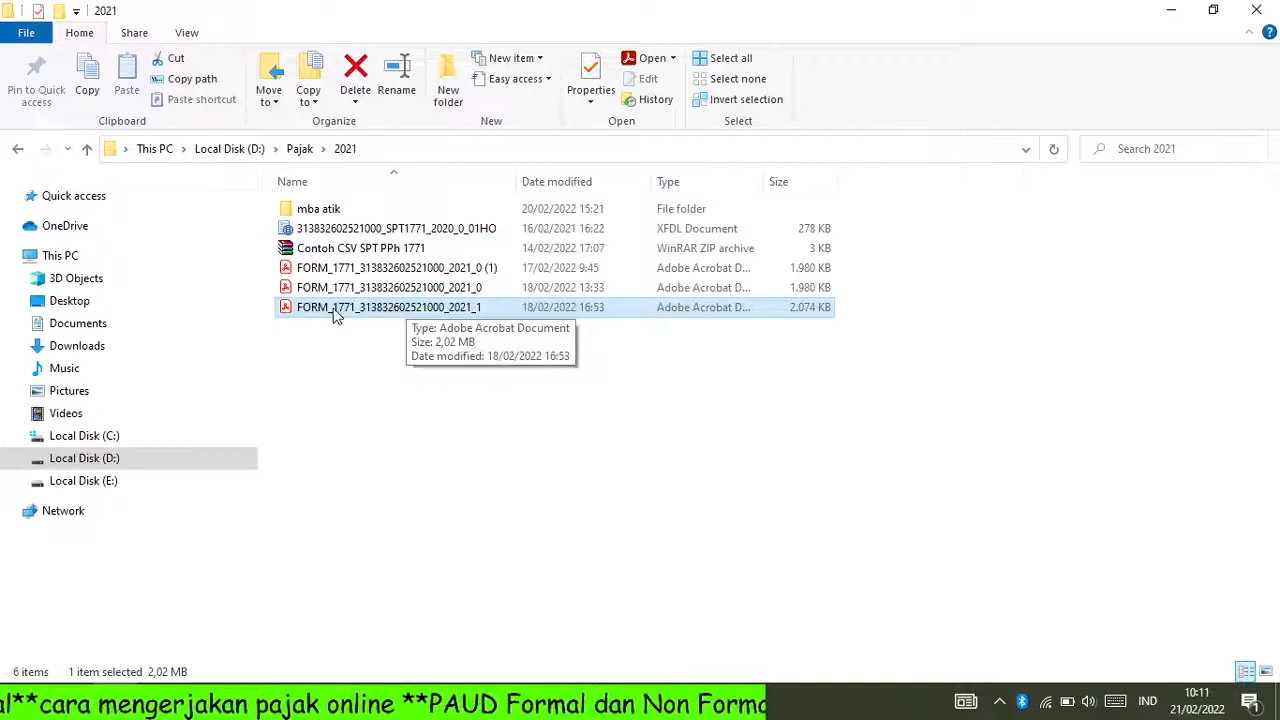 2021
File Home Share View
Pin to Quick access
Copy
Paste
Cut
Copy path
Paste shortcut
Clipboard
Move to
Copy to
Delete
Rename
Organize
New folder
New item
Easy access
New
Properties
Open
Edit
History
Open
Select all
Select none
Invert selection
Select
This PC Local Disk (D:) Pajak 2021
Search 2021
Quick access
OneDrive
This PC
3D Objects
Desktop
Documents
Downloads
Music
Pictures
Videos
Local Disk (C:)
Local Disk (D:)
Local Disk (E:)
Network
Name Date modified Type Size
mba atik 20/02/2022 15:21 File folder
313832602521000_SPT1771_2020_0_01HO 16/02/2021 16:22 XFDL Document 278 KB
Contoh CSV SPT PPh 1771 14/02/2022 17:07 WinRAR ZIP archive 3 KB
FORM_1771_313832602521000_2021_0 (1) 17/02/2022 9:45 Adobe Acrobat D... 1.980 KB
FORM_1771_313832602521000_2021_0 18/02/2022 13:33 Adobe Acrobat D... 1.980 KB
FORM_1771_313832602521000_2021_1 18/02/2022 16:53 Adobe Acrobat D... 2.074 KB
Type: Adobe Acrobat Document
Size: 2,02 MB
Date modified: 18/02/2022 16:53
6 items 1 item selected 2,02 MB
al**cara mengerjakan pajak online **PAUD Formal dan Non Forma
IND
10:11
21/02/2022
1